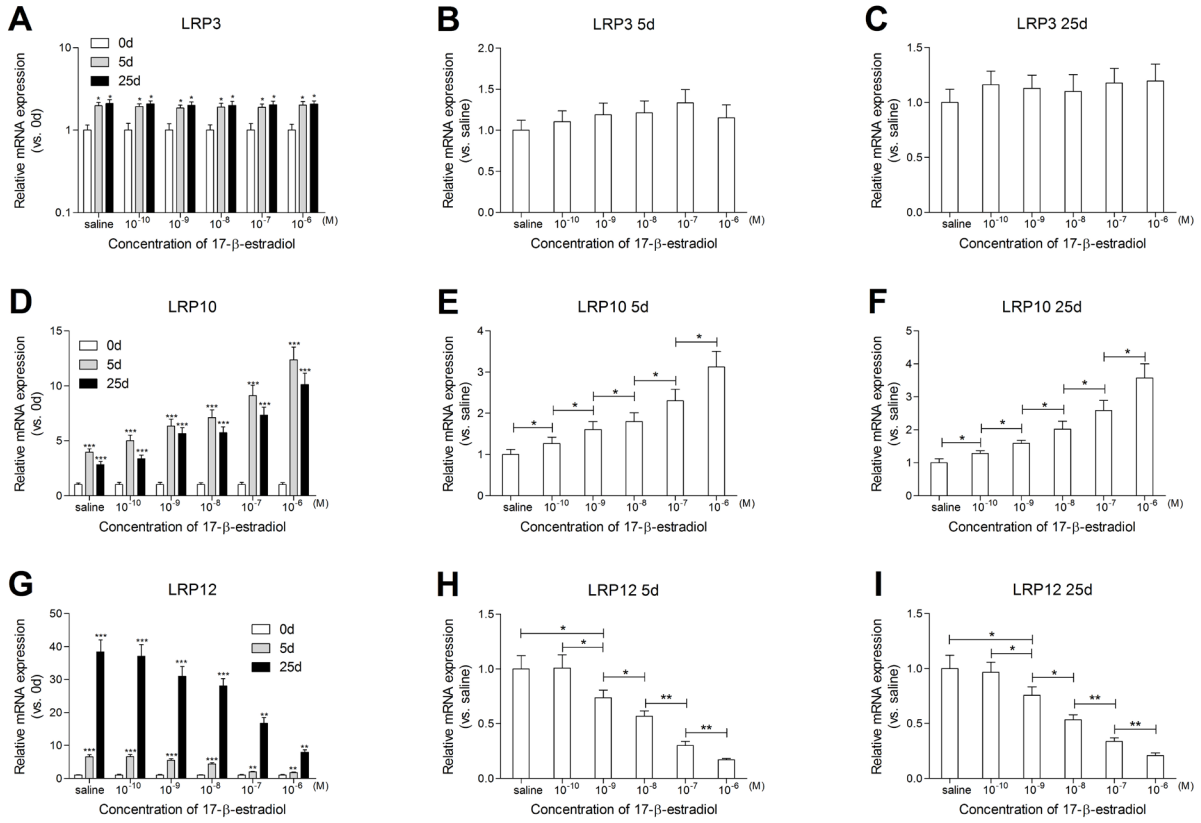 A
LRP3
Relative mRNA expression
(vs. 0d)
10
1
0.1
0d
5d
25d
* * * * * * * * * * * *
saline 10-10 10-9 10-8 10-7 10-6 (M)
Concentration of 17-β-estradiol
B
LRP3 5d
Relative mRNA expression
(vs. saline)
2.0
1.5
1.0
0.5
0.0
saline 10-10 10-9 10-8 10-7 10-6 (M)
Concentration of 17-β-estradiol
C
LRP3 25d
Relative mRNA expression
(vs. saline)
1.5
1.0
0.5
0.0
saline 10-10 10-9 10-8 10-7 10-6 (M)
Concentration of 17-β-estradiol
D
LRP10
Relative mRNA expression
(vs. 0d)
15
10
5
0
0d
5d
25d
*** *** *** *** *** *** *** *** *** *** *** ***
saline 10-10 10-9 10-8 10-7 10-6 (M)
Concentration of 17-β-estradiol
E
LRP10 5d
Relative mRNA expression
(vs. saline)
4
3
2
1
0
* * * * *
saline 10-10 10-9 10-8 10-7 10-6 (M)
Concentration of 17-β-estradiol
F
LRP10 25d
Relative mRNA expression
(vs. saline)
5
4
3
2
1
0
* * * * *
saline 10-10 10-9 10-8 10-7 10-6 (M)
Concentration of 17-β-estradiol
G
LRP12
Relative mRNA expression
(vs. 0d)
50
40
30
20
10
0
0d
5d
25d
*** *** *** *** *** *** *** *** ** ** ** **
saline 10-10 10-9 10-8 10-7 10-6 (M)
Concentration of 17-β-estradiol
H
LRP12 5d
Relative mRNA expression
(vs. saline)
1.5
1.0
0.5
0.0
* * * ** **
saline 10-10 10-9 10-8 10-7 10-6 (M)
Concentration of 17-β-estradiol
I
LRP12 25d
Relative mRNA expression
(vs. saline)
1.5
1.0
0.5
0.0
* * * ** **
saline 10-10 10-9 10-8 10-7 10-6 (M)
Concentration of 17-β-estradiol